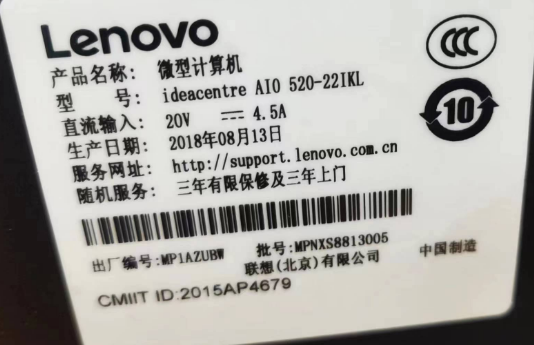 Lenovo
产品名称: 微型计算机
型 号: ideacentre AIO 520-22IKL
直流输入: 20V ⎓ 4.5A
生产日期: 2018年08月13日
服务网址: http://support.lenovo.com.cn
随机服务: 三年有限保修及三年上门
CCC
10
出厂编号:MP1AZUBW 批号:MPNXS8813005
联想(北京)有限公司 中国制造
CMIIT ID:2015AP4679